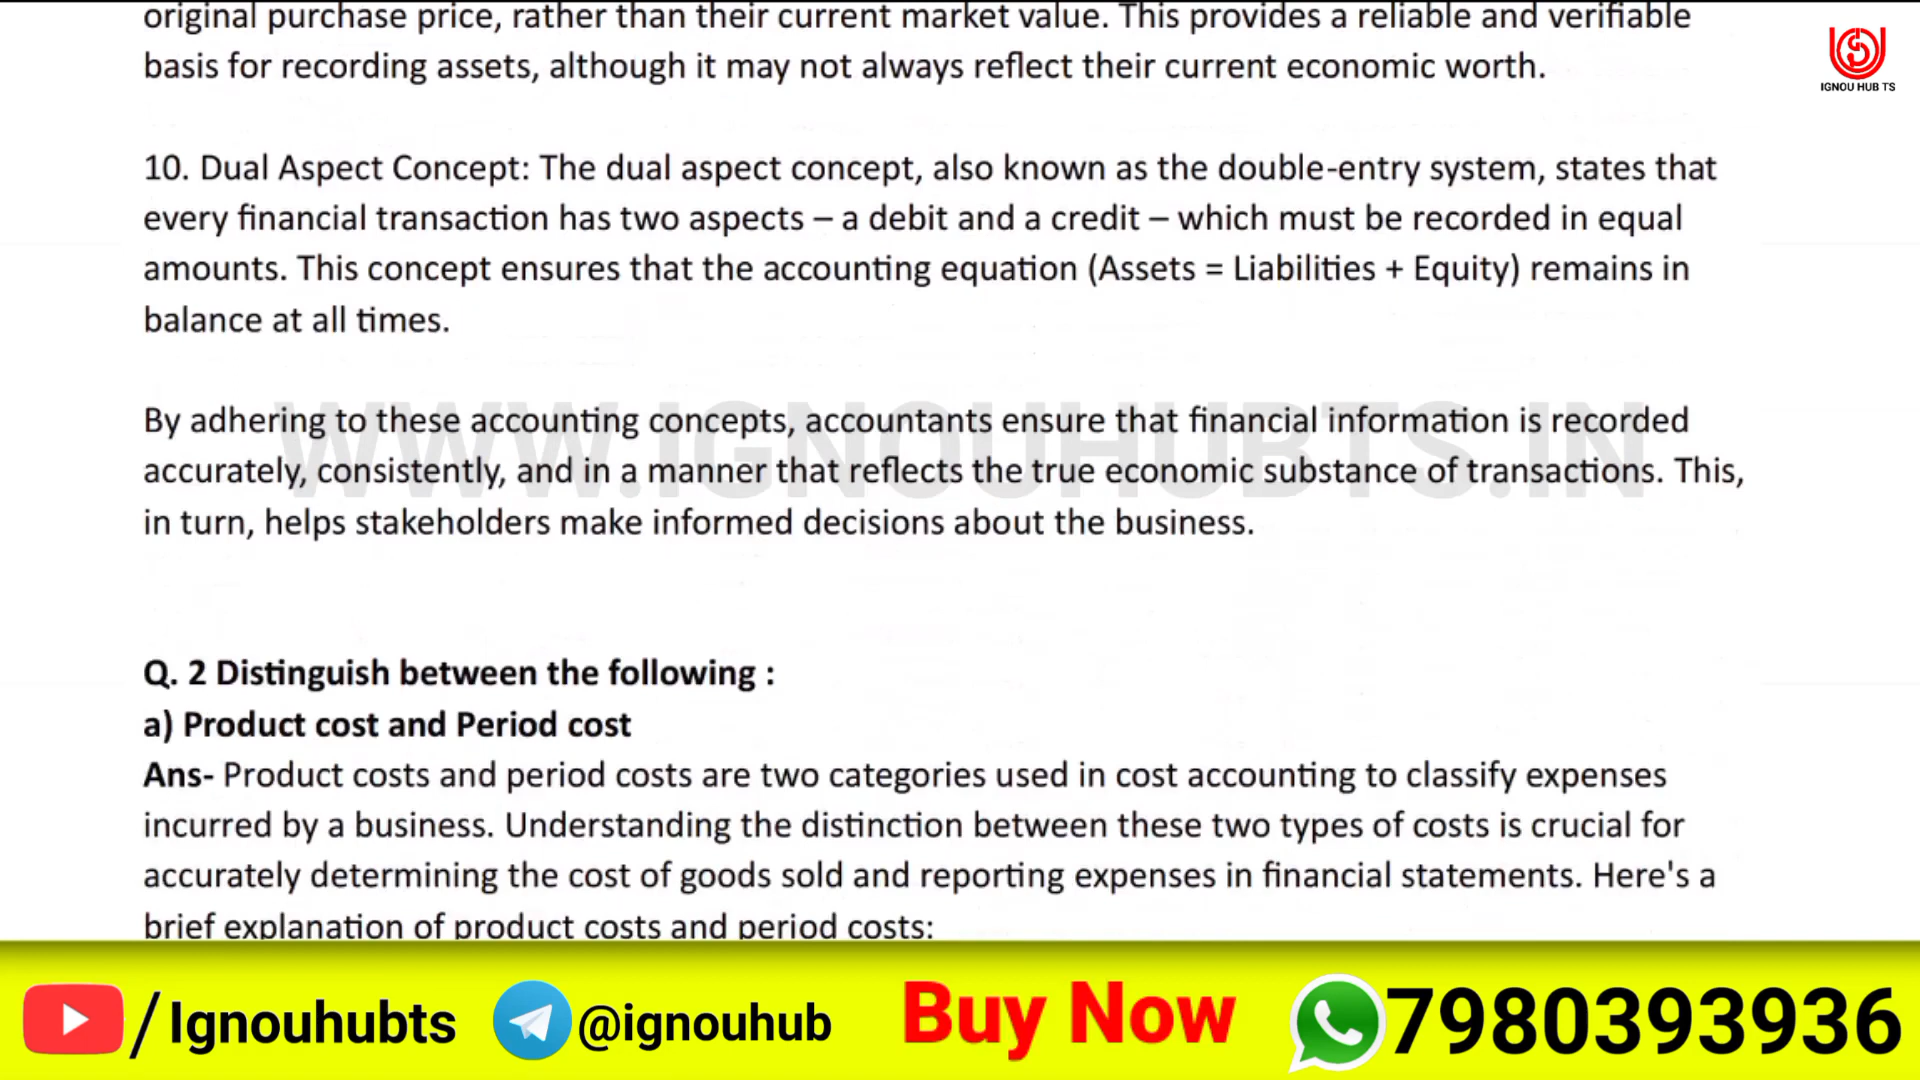 original purchase price, rather than their current market value. This provides a reliable and verifiable
basis for recording assets, although it may not always reflect their current economic worth.
IGNOU HUB TS
10. Dual Aspect Concept: The dual aspect concept, also known as the double-entry system, states that
every financial transaction has two aspects – a debit and a credit – which must be recorded in equal
amounts. This concept ensures that the accounting equation (Assets = Liabilities + Equity) remains in
balance at all times.
WWW.IGNOUHUBTS.IN
By adhering to these accounting concepts, accountants ensure that financial information is recorded
accurately, consistently, and in a manner that reflects the true economic substance of transactions. This,
in turn, helps stakeholders make informed decisions about the business.
Q. 2 Distinguish between the following :
a) Product cost and Period cost
Ans- Product costs and period costs are two categories used in cost accounting to classify expenses
incurred by a business. Understanding the distinction between these two types of costs is crucial for
accurately determining the cost of goods sold and reporting expenses in financial statements. Here's a
brief explanation of product costs and period costs:
/Ignouhubts @ignouhub Buy Now 7980393936